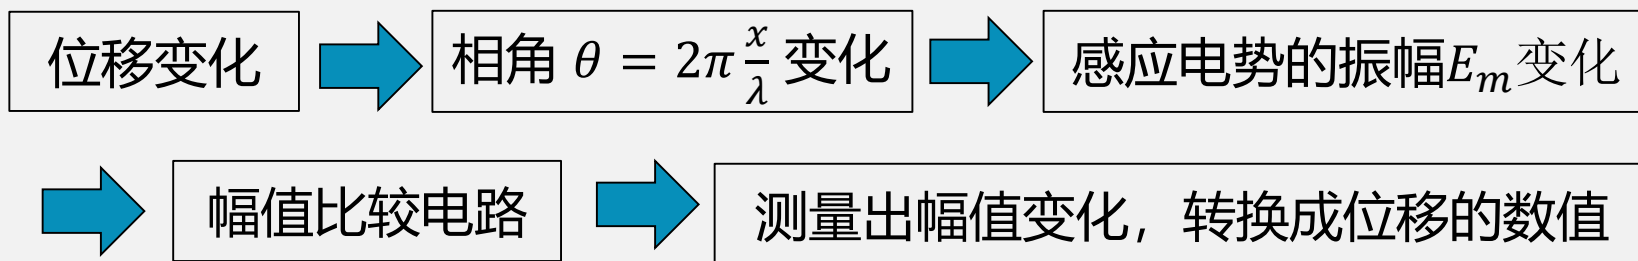 位移变化
相角 θ = 2π x/λ 变化
感应电势的振幅E_m变化
幅值比较电路
测量出幅值变化，转换成位移的数值